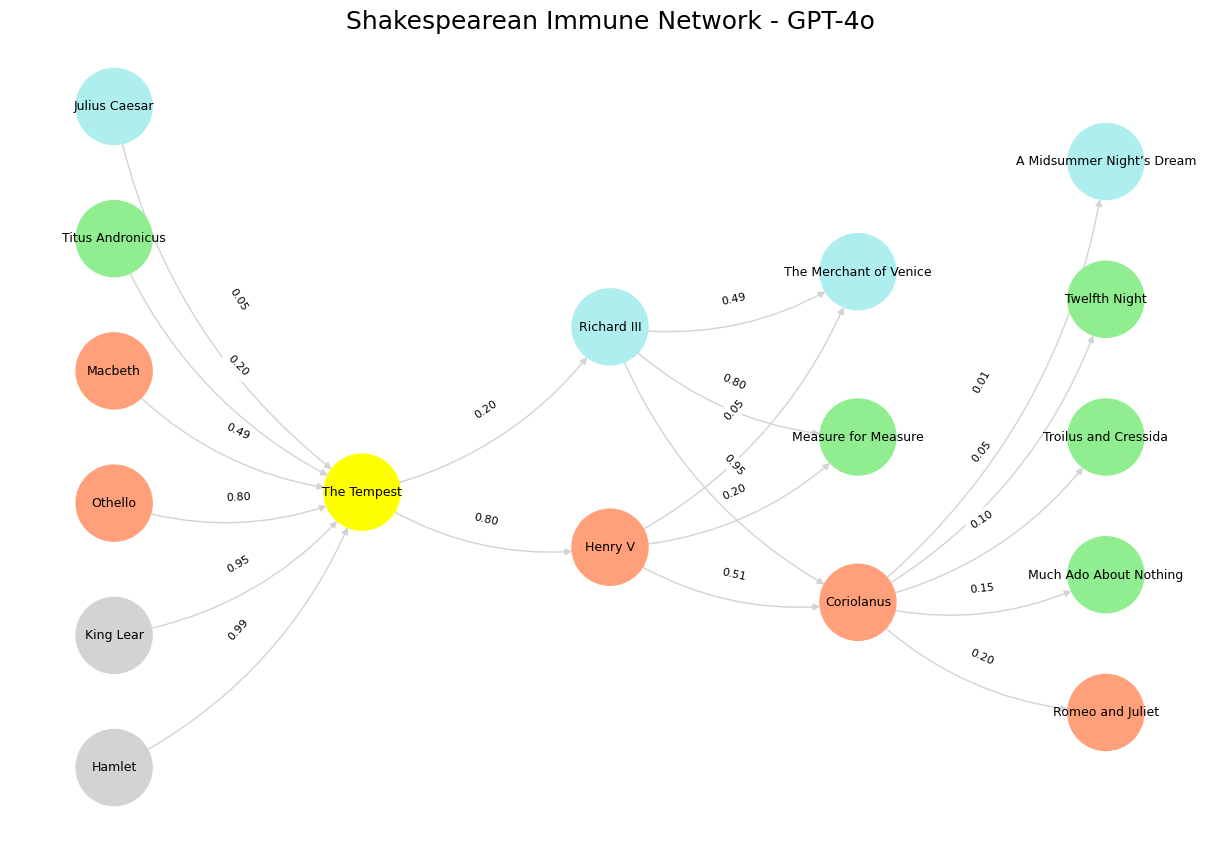 Shakespearean Immune Network - GPT-4o
Julius Caesar
Titus Andronicus
Macbeth
Othello
King Lear
Hamlet
0.05
0.20
0.49
0.80
0.95
0.99
The Tempest
0.20
0.80
Richard III
Henry V
0.49
0.80
0.05
0.95
0.20
0.51
The Merchant of Venice
Measure for Measure
Coriolanus
0.01
0.05
0.10
0.15
0.20
A Midsummer Night’s Dream
Twelfth Night
Troilus and Cressida
Much Ado About Nothing
Romeo and Juliet